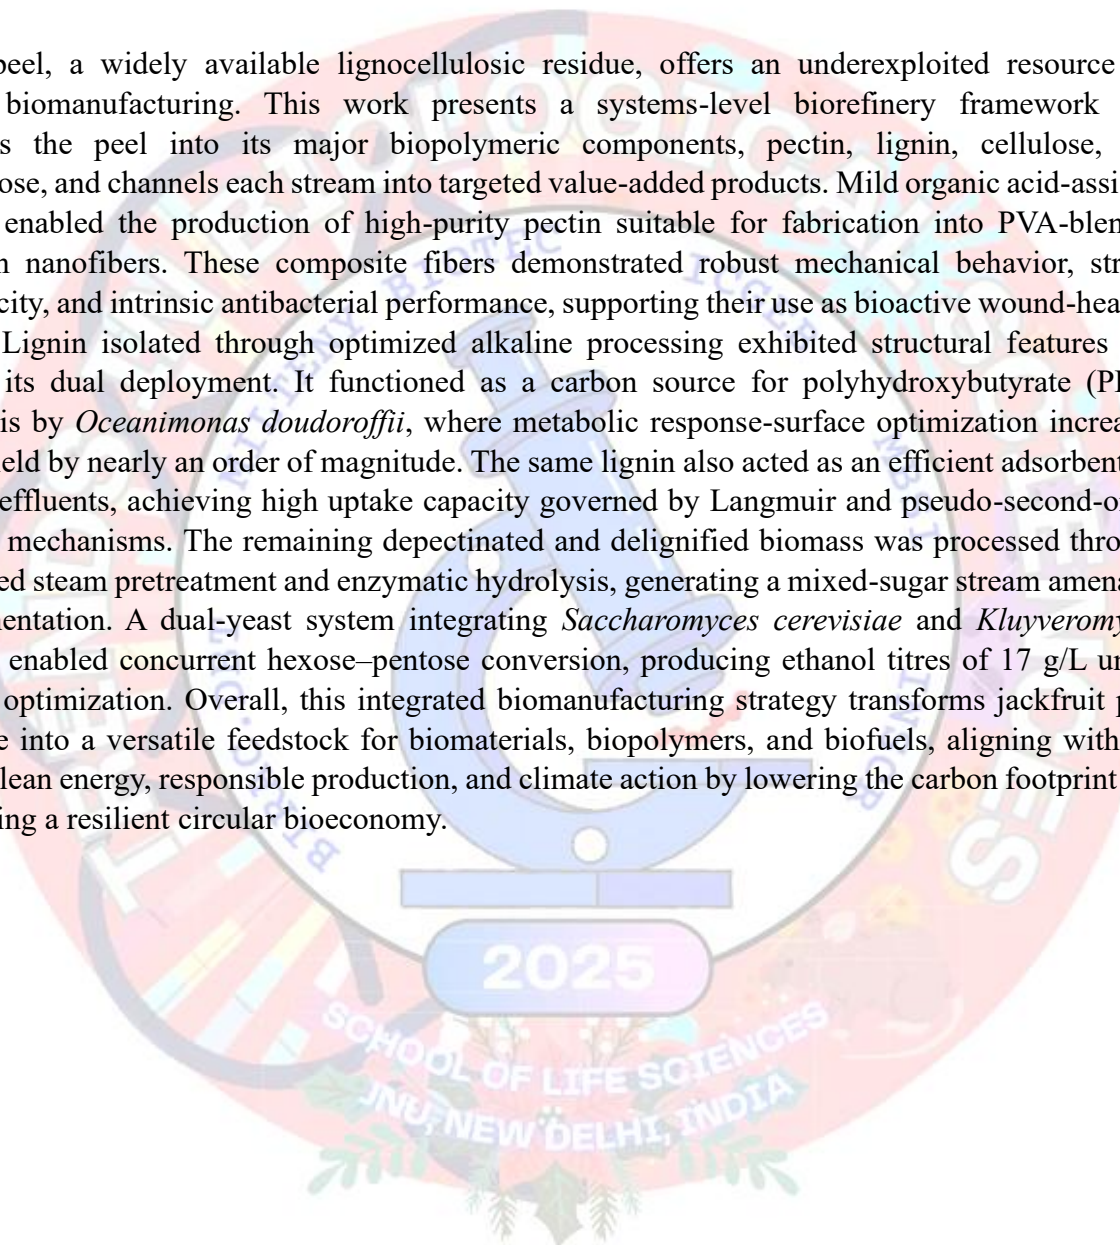 peel, a widely available lignocellulosic residue, offers an underexploited resource
biomanufacturing. This work presents a systems-level biorefinery framework
s the peel into its major biopolymeric components, pectin, lignin, cellulose,
ose, and channels each stream into targeted value-added products. Mild organic acid-assi
enabled the production of high-purity pectin suitable for fabrication into PVA-blen
n nanofibers. These composite fibers demonstrated robust mechanical behavior, str
city, and intrinsic antibacterial performance, supporting their use as bioactive wound-hea
Lignin isolated through optimized alkaline processing exhibited structural features
its dual deployment. It functioned as a carbon source for polyhydroxybutyrate (PH
is by Oceanimonas doudoroffii, where metabolic response-surface optimization increa
eld by nearly an order of magnitude. The same lignin also acted as an efficient adsorbent
effluents, achieving high uptake capacity governed by Langmuir and pseudo-second-o
mechanisms. The remaining depectinated and delignified biomass was processed thro
ed steam pretreatment and enzymatic hydrolysis, generating a mixed-sugar stream amena
entation. A dual-yeast system integrating Saccharomyces cerevisiae and Kluyveromy
enabled concurrent hexose–pentose conversion, producing ethanol titres of 17 g/L un
optimization. Overall, this integrated biomanufacturing strategy transforms jackfruit p
e into a versatile feedstock for biomaterials, biopolymers, and biofuels, aligning with
lean energy, responsible production, and climate action by lowering the carbon footprint
ing a resilient circular bioeconomy.
2025
SCHOOL OF LIFE SCIENCES
JNU, NEW DELHI, INDIA